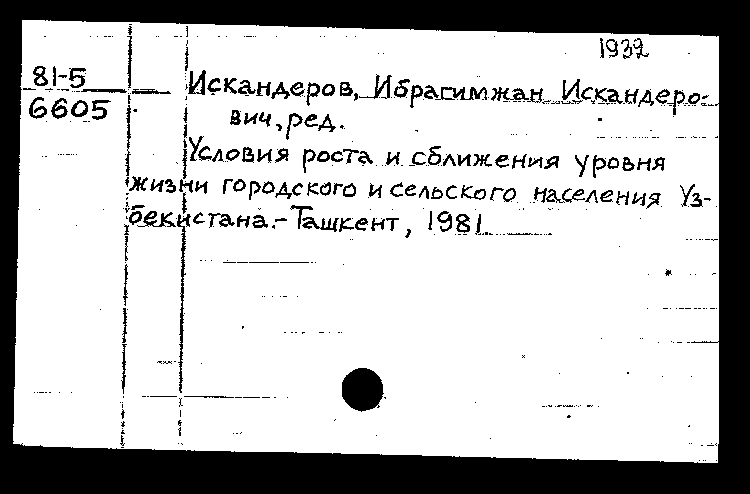 1932
81-5
6605
Искандеров, Ибрагимжан Искандеро-
вич, ред.
Условия роста и сближения уровня
жизни городского и сельского населения Уз-
бекистана.- Ташкент, 1981